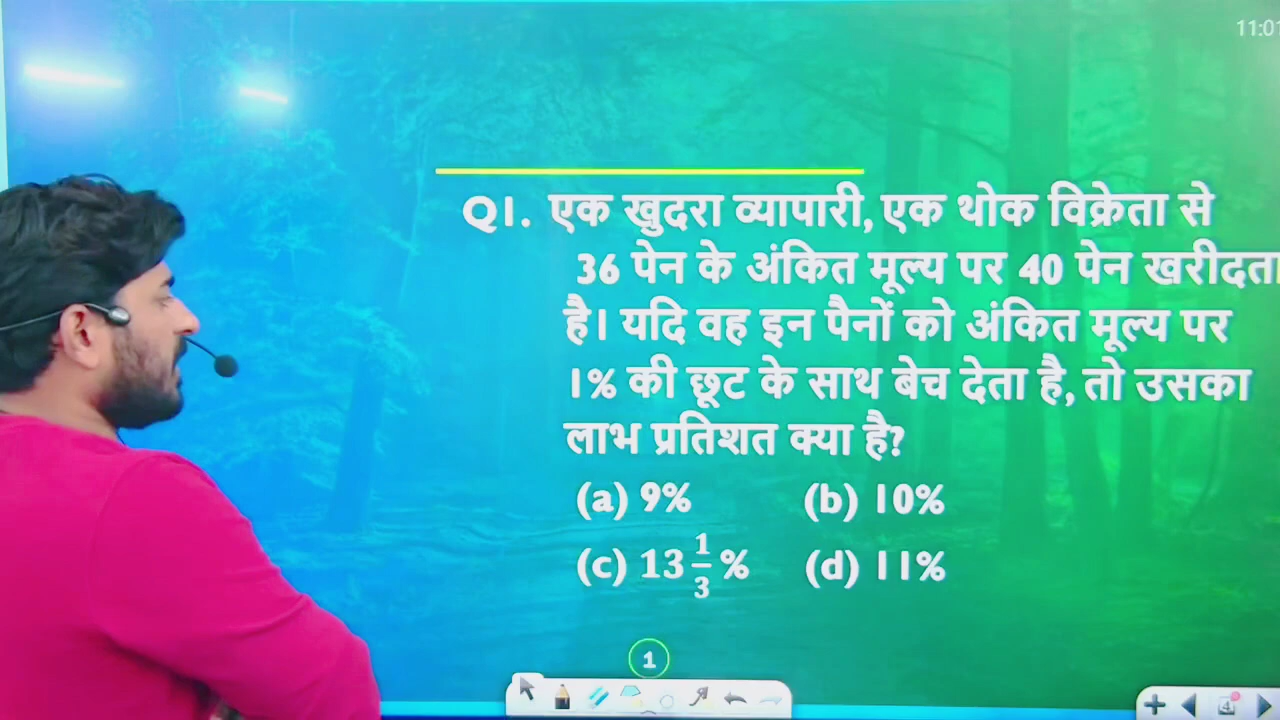 11:01
Q1. एक खुदरा व्यापारी, एक थोक विक्रेता से
36 पेन के अंकित मूल्य पर 40 पेन खरीदता
है। यदि वह इन पैनों को अंकित मूल्य पर
1% की छूट के साथ बेच देता है, तो उसका
लाभ प्रतिशत क्या है?
(a) 9% (b) 10%
(c) 13 1/3 % (d) 11%
1
4